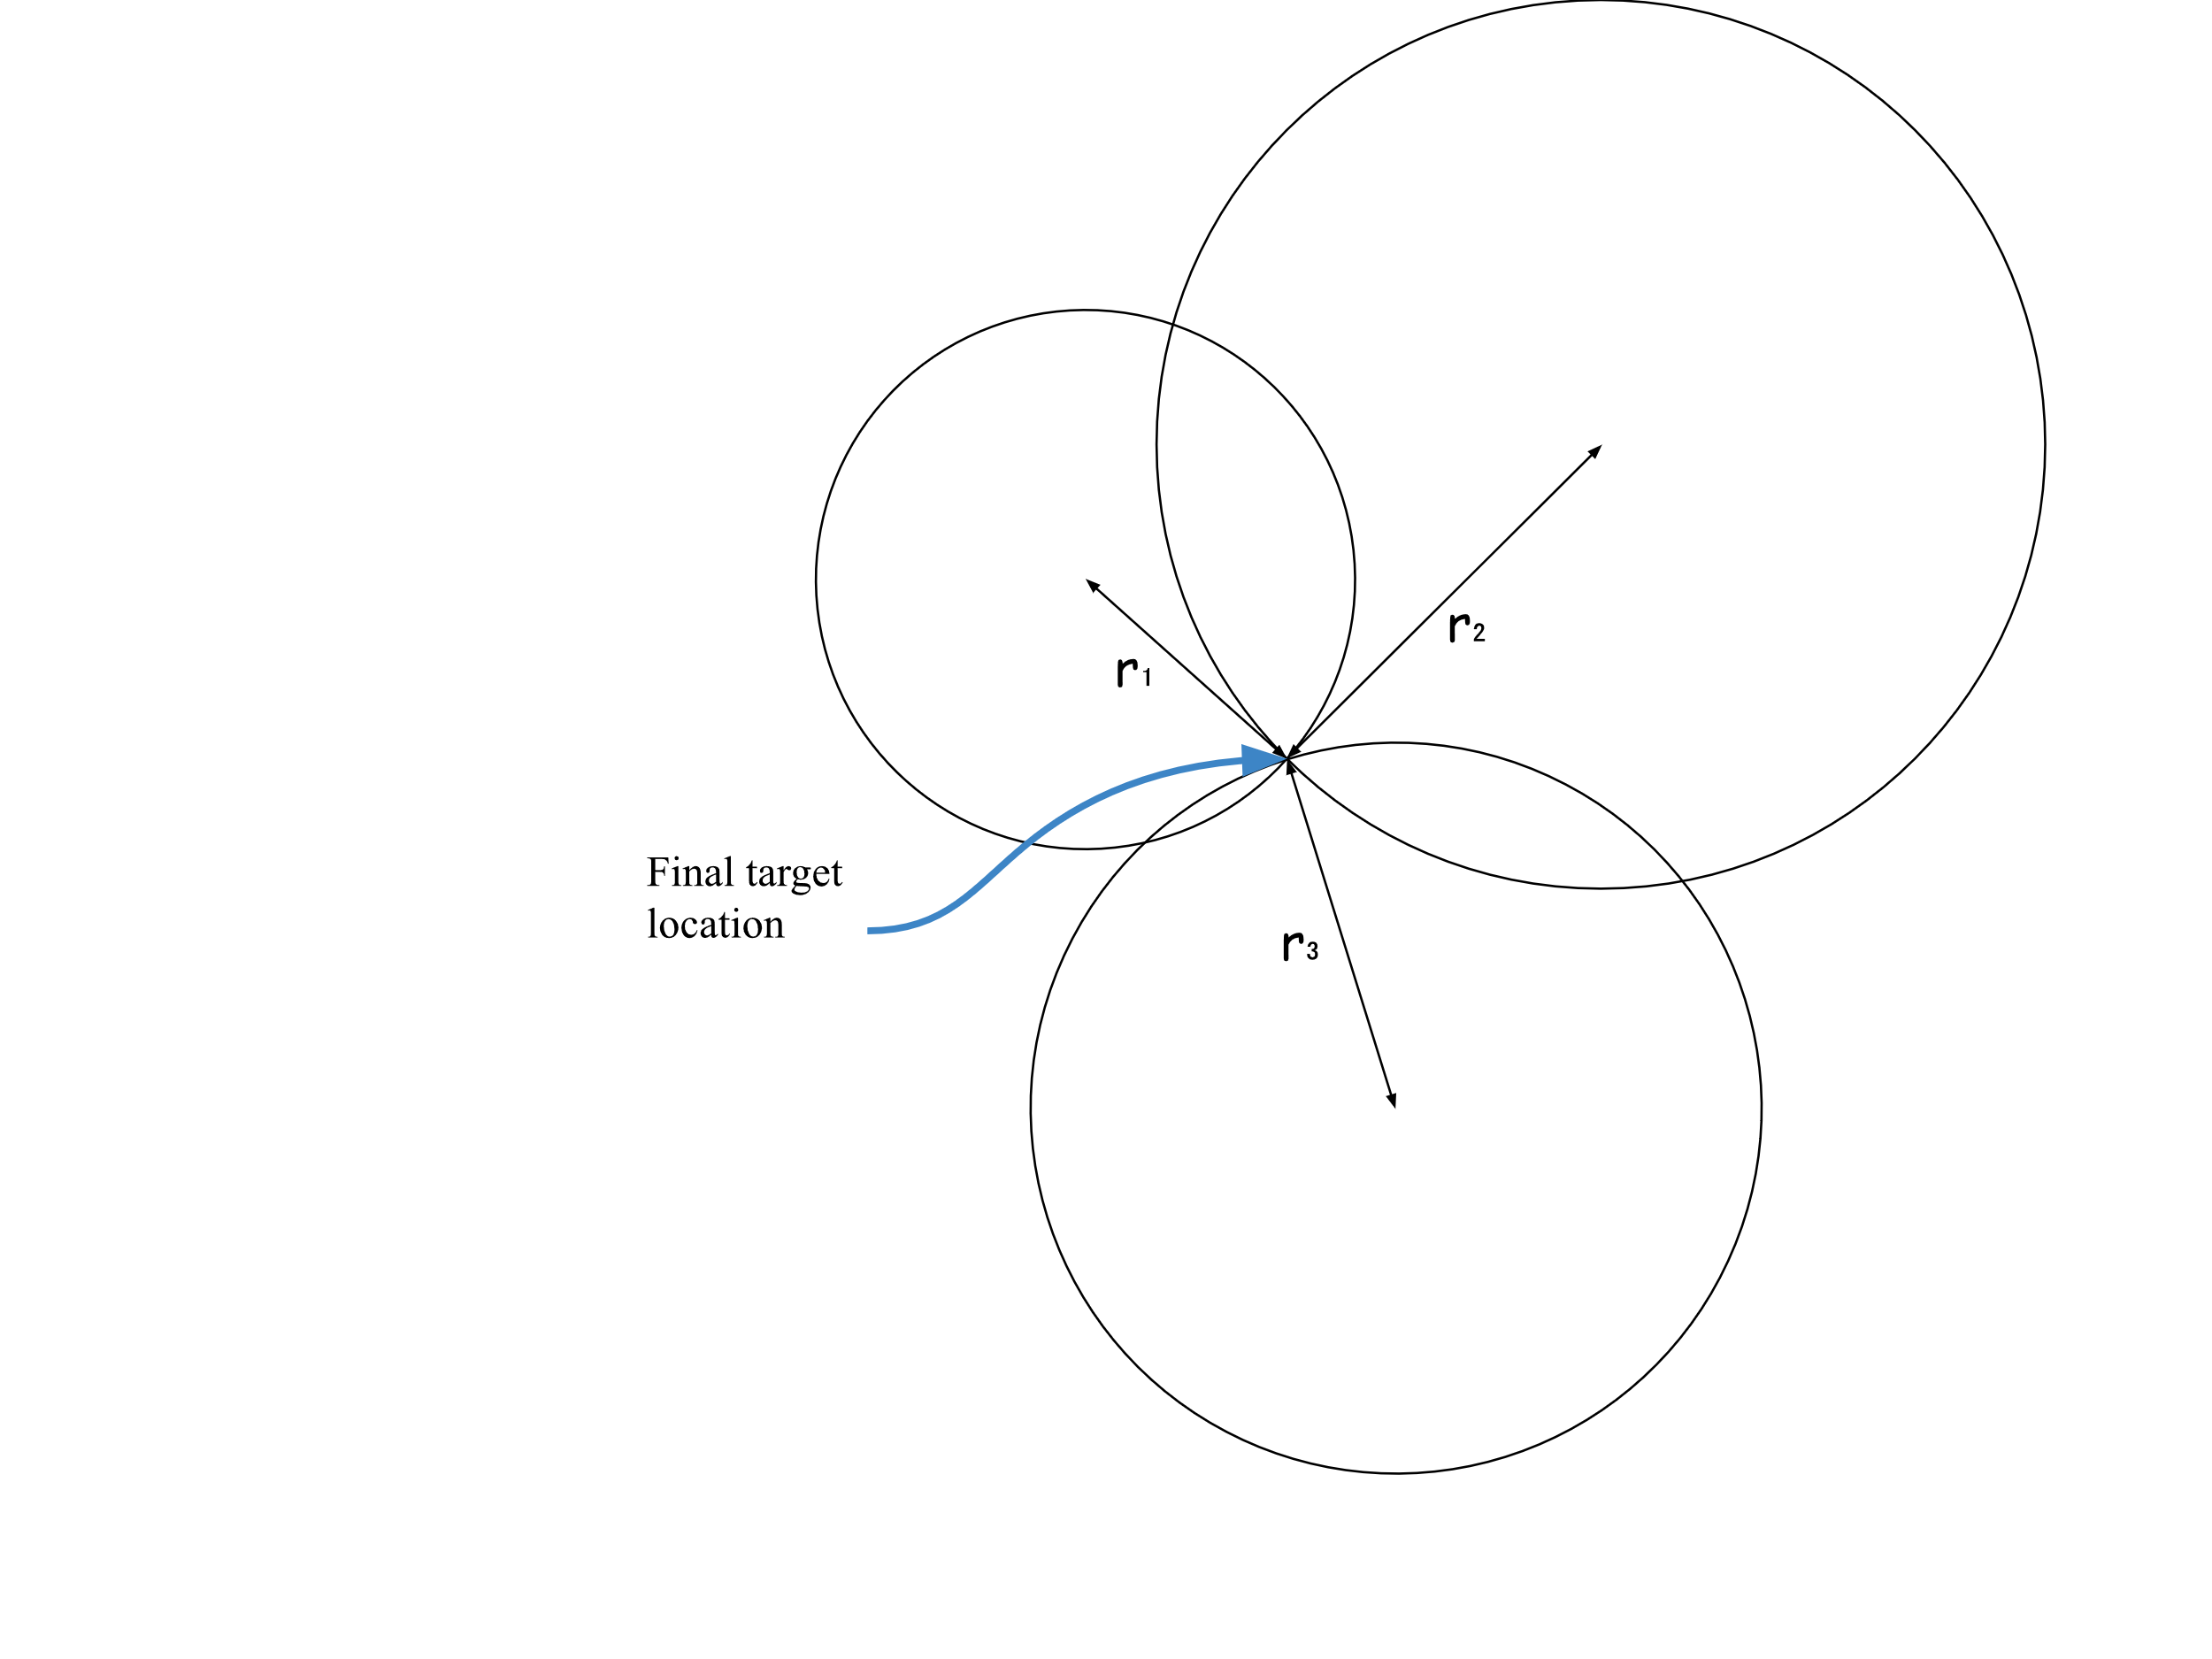 r₂
r₁
Final target
location
r₃